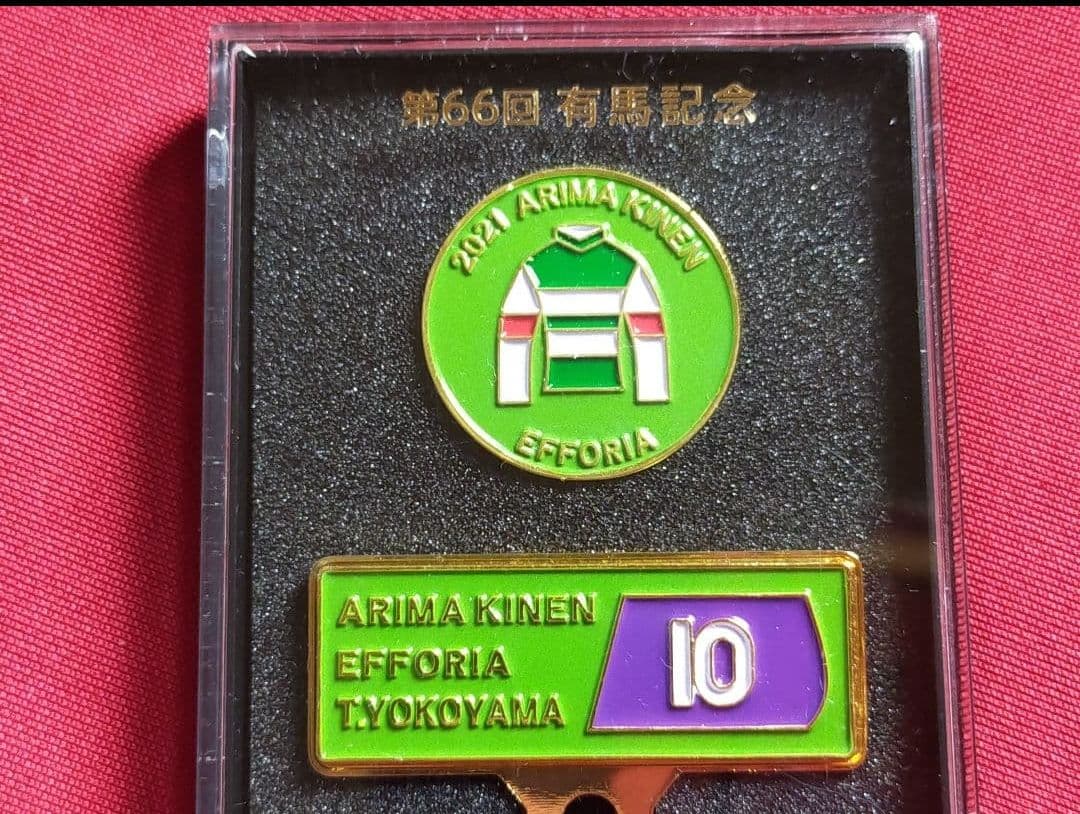 第66回 有馬記念
2021 ARIMA KINEN
EFFORIA
ARIMA KINEN
EFFORIA
T.YOKOYAMA
10